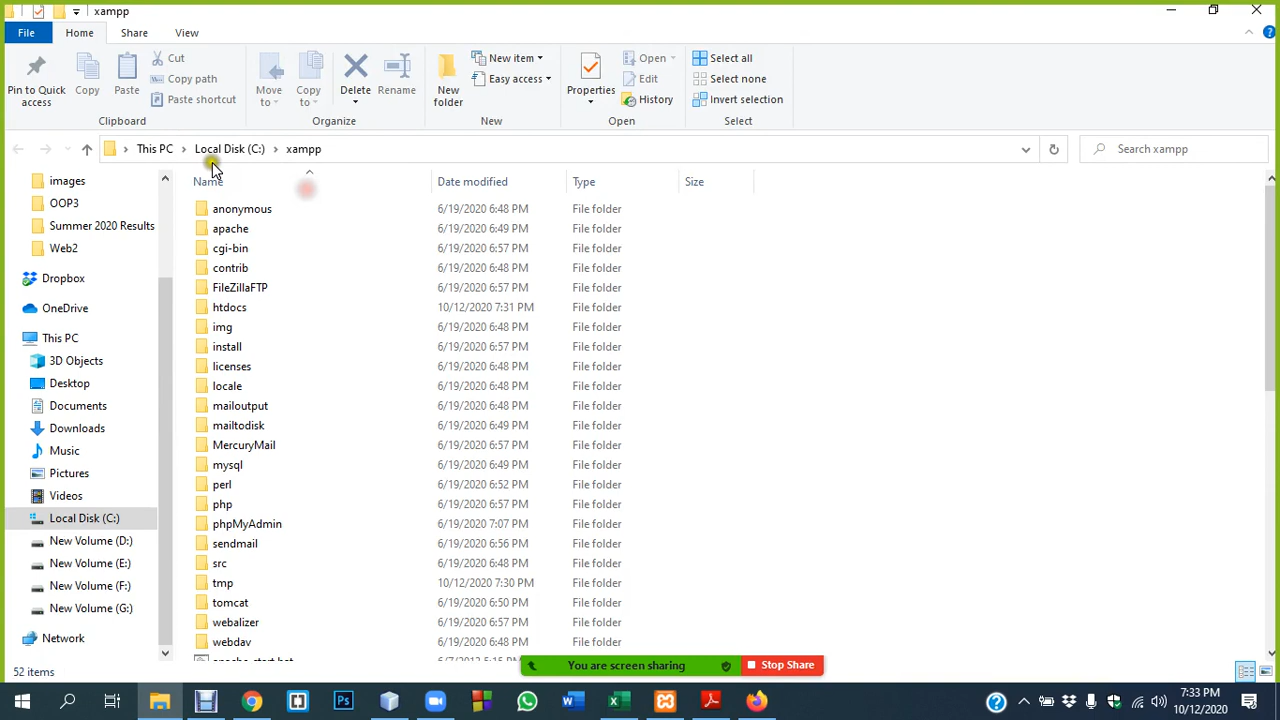 xampp
File Home Share View
Pin to Quick access
Copy
Paste
Cut
Copy path
Paste shortcut
Clipboard
Move to
Copy to
Delete
Rename
Organize
New folder
New item
Easy access
New
Properties
Open
Edit
History
Open
Select all
Select none
Invert selection
Select
This PC Local Disk (C:) xampp
Search xampp
images
OOP3
Summer 2020 Results
Web2
Dropbox
OneDrive
This PC
3D Objects
Desktop
Documents
Downloads
Music
Pictures
Videos
Local Disk (C:)
New Volume (D:)
New Volume (E:)
New Volume (F:)
New Volume (G:)
Network
Name Date modified Type Size
anonymous 6/19/2020 6:48 PM File folder
apache 6/19/2020 6:49 PM File folder
cgi-bin 6/19/2020 6:57 PM File folder
contrib 6/19/2020 6:48 PM File folder
FileZillaFTP 6/19/2020 6:57 PM File folder
htdocs 10/12/2020 7:31 PM File folder
img 6/19/2020 6:48 PM File folder
install 6/19/2020 6:57 PM File folder
licenses 6/19/2020 6:48 PM File folder
locale 6/19/2020 6:48 PM File folder
mailoutput 6/19/2020 6:48 PM File folder
mailtodisk 6/19/2020 6:49 PM File folder
MercuryMail 6/19/2020 6:57 PM File folder
mysql 6/19/2020 6:49 PM File folder
perl 6/19/2020 6:52 PM File folder
php 6/19/2020 6:57 PM File folder
phpMyAdmin 6/19/2020 7:07 PM File folder
sendmail 6/19/2020 6:56 PM File folder
src 6/19/2020 6:48 PM File folder
tmp 10/12/2020 7:30 PM File folder
tomcat 6/19/2020 6:50 PM File folder
webalizer 6/19/2020 6:57 PM File folder
webdav 6/19/2020 6:48 PM File folder
52 items
You are screen sharing Stop Share
7:33 PM
10/12/2020